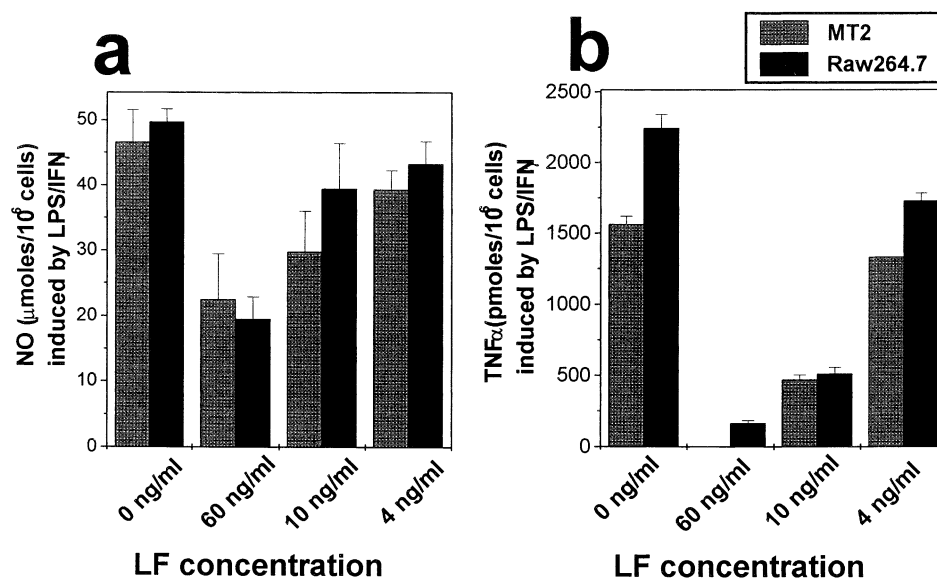 a
NO (μmoles/10⁶ cells)
induced by LPS/IFN
50
40
30
20
10
0
0 ng/ml
60 ng/ml
10 ng/ml
4 ng/ml
LF concentration
b
MT2
Raw264.7
TNFα(pmoles/10⁶ cells)
induced by LPS/IFN
2500
2000
1500
1000
500
0
0 ng/ml
60 ng/ml
10 ng/ml
4 ng/ml
LF concentration